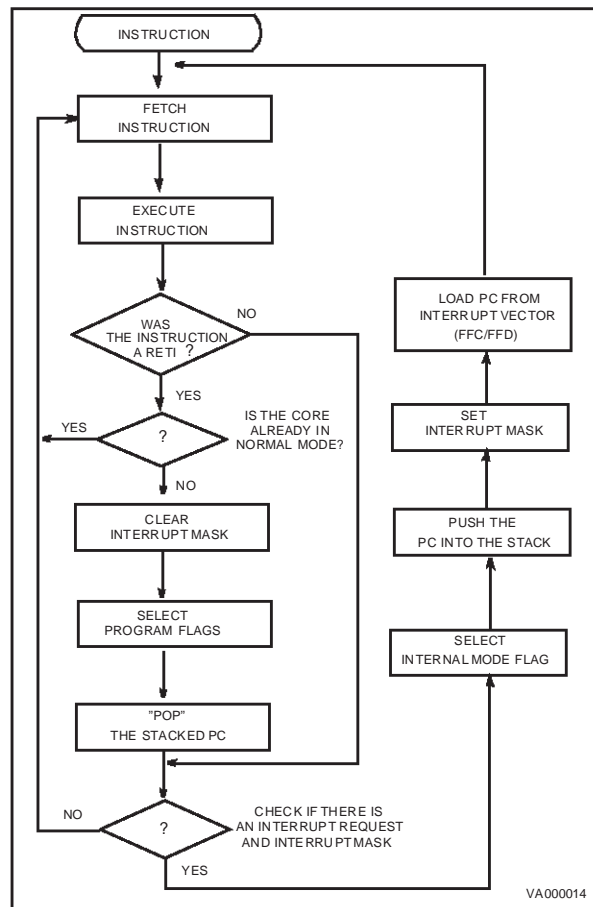 INSTRUCTION
FETCH
INSTRUCTION
EXECUTE
INSTRUCTION
WAS
THE INSTRUCTION
A RETI ?
NO
YES
YES
?
IS THE CORE
ALREADY IN
NORMAL MODE?
NO
CLEAR
INTERRUPT MASK
SELECT
PROGRAM FLAGS
"POP"
THE STACKED PC
NO
?
CHECK IF THERE IS
AN INTERRUPT REQUEST
AND INTERRUPT MASK
YES
LOAD PC FROM
INTERRUPT VECTOR
(FFC/FFD)
SET
INTERRUPT MASK
PUSH THE
PC INTO THE STACK
SELECT
INTERNAL MODE FLAG
VA000014